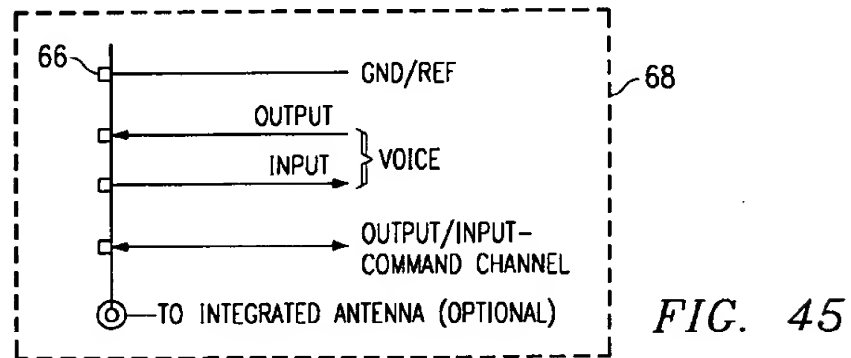 66
GND/REF
68
OUTPUT
VOICE
INPUT
OUTPUT/INPUT-
COMMAND CHANNEL
TO INTEGRATED ANTENNA (OPTIONAL)
FIG. 45